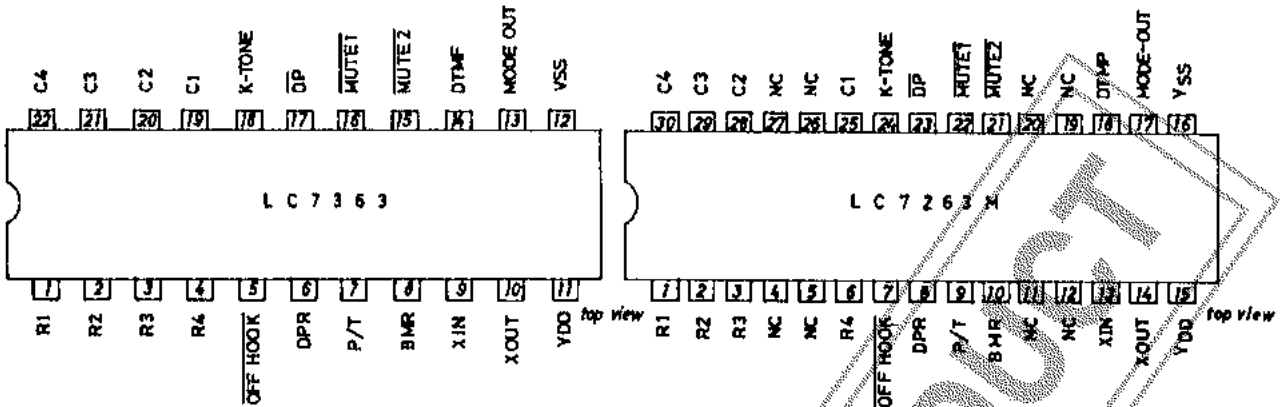 C4 C3 C2 C1 K-TONE DP MUTE1 MUTE2 DTMF MODE OUT VSS
22 21 20 19 18 17 16 15 14 13 12
LC7363
1 2 3 4 5 6 7 8 9 10 11
R1 R2 R3 R4 OFF HOOK DPR P/T BMR XIN XOUT VDD
top view
C4 C3 C2 NC NC C1 K-TONE DP MUTE1 MUTE2 NC NC DTMP MODE-OUT VSS
30 29 28 27 26 25 24 23 22 21 20 19 18 17 16
LC7263M
1 2 3 4 5 6 7 8 9 10 11 12 13 14 15
R1 R2 R3 NC NC R4 OFF HOOK DPR P/T BMR NC NC XIN XOUT VDD
top view